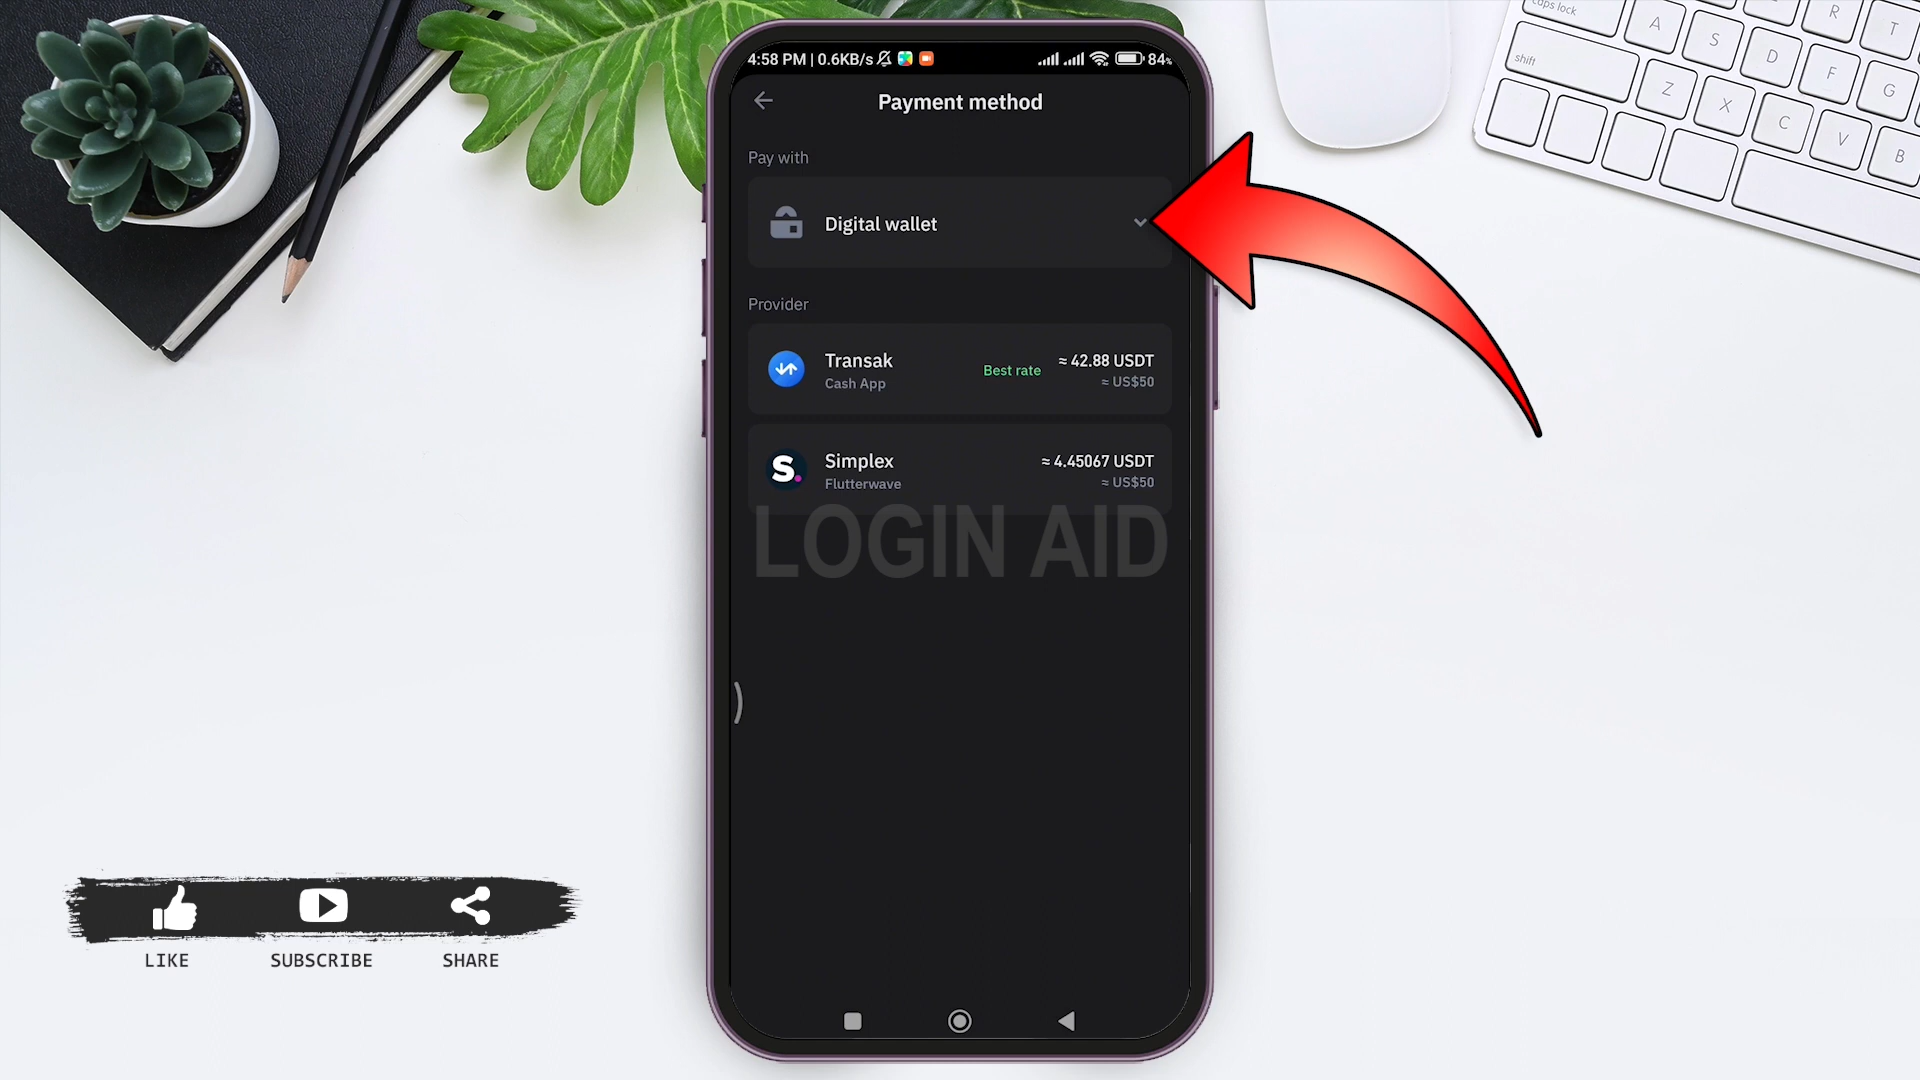 4:58 PM | 0.6KB/s 84%
Payment method
Pay with
Digital wallet
Provider
Transak
Cash App
Best rate
≈ 42.88 USDT
≈ US$50
Simplex
Flutterwave
≈ 4.45067 USDT
≈ US$50
LOGIN AID
LIKE SUBSCRIBE SHARE
caps lock A S D F G
shift Z X C V B
R T